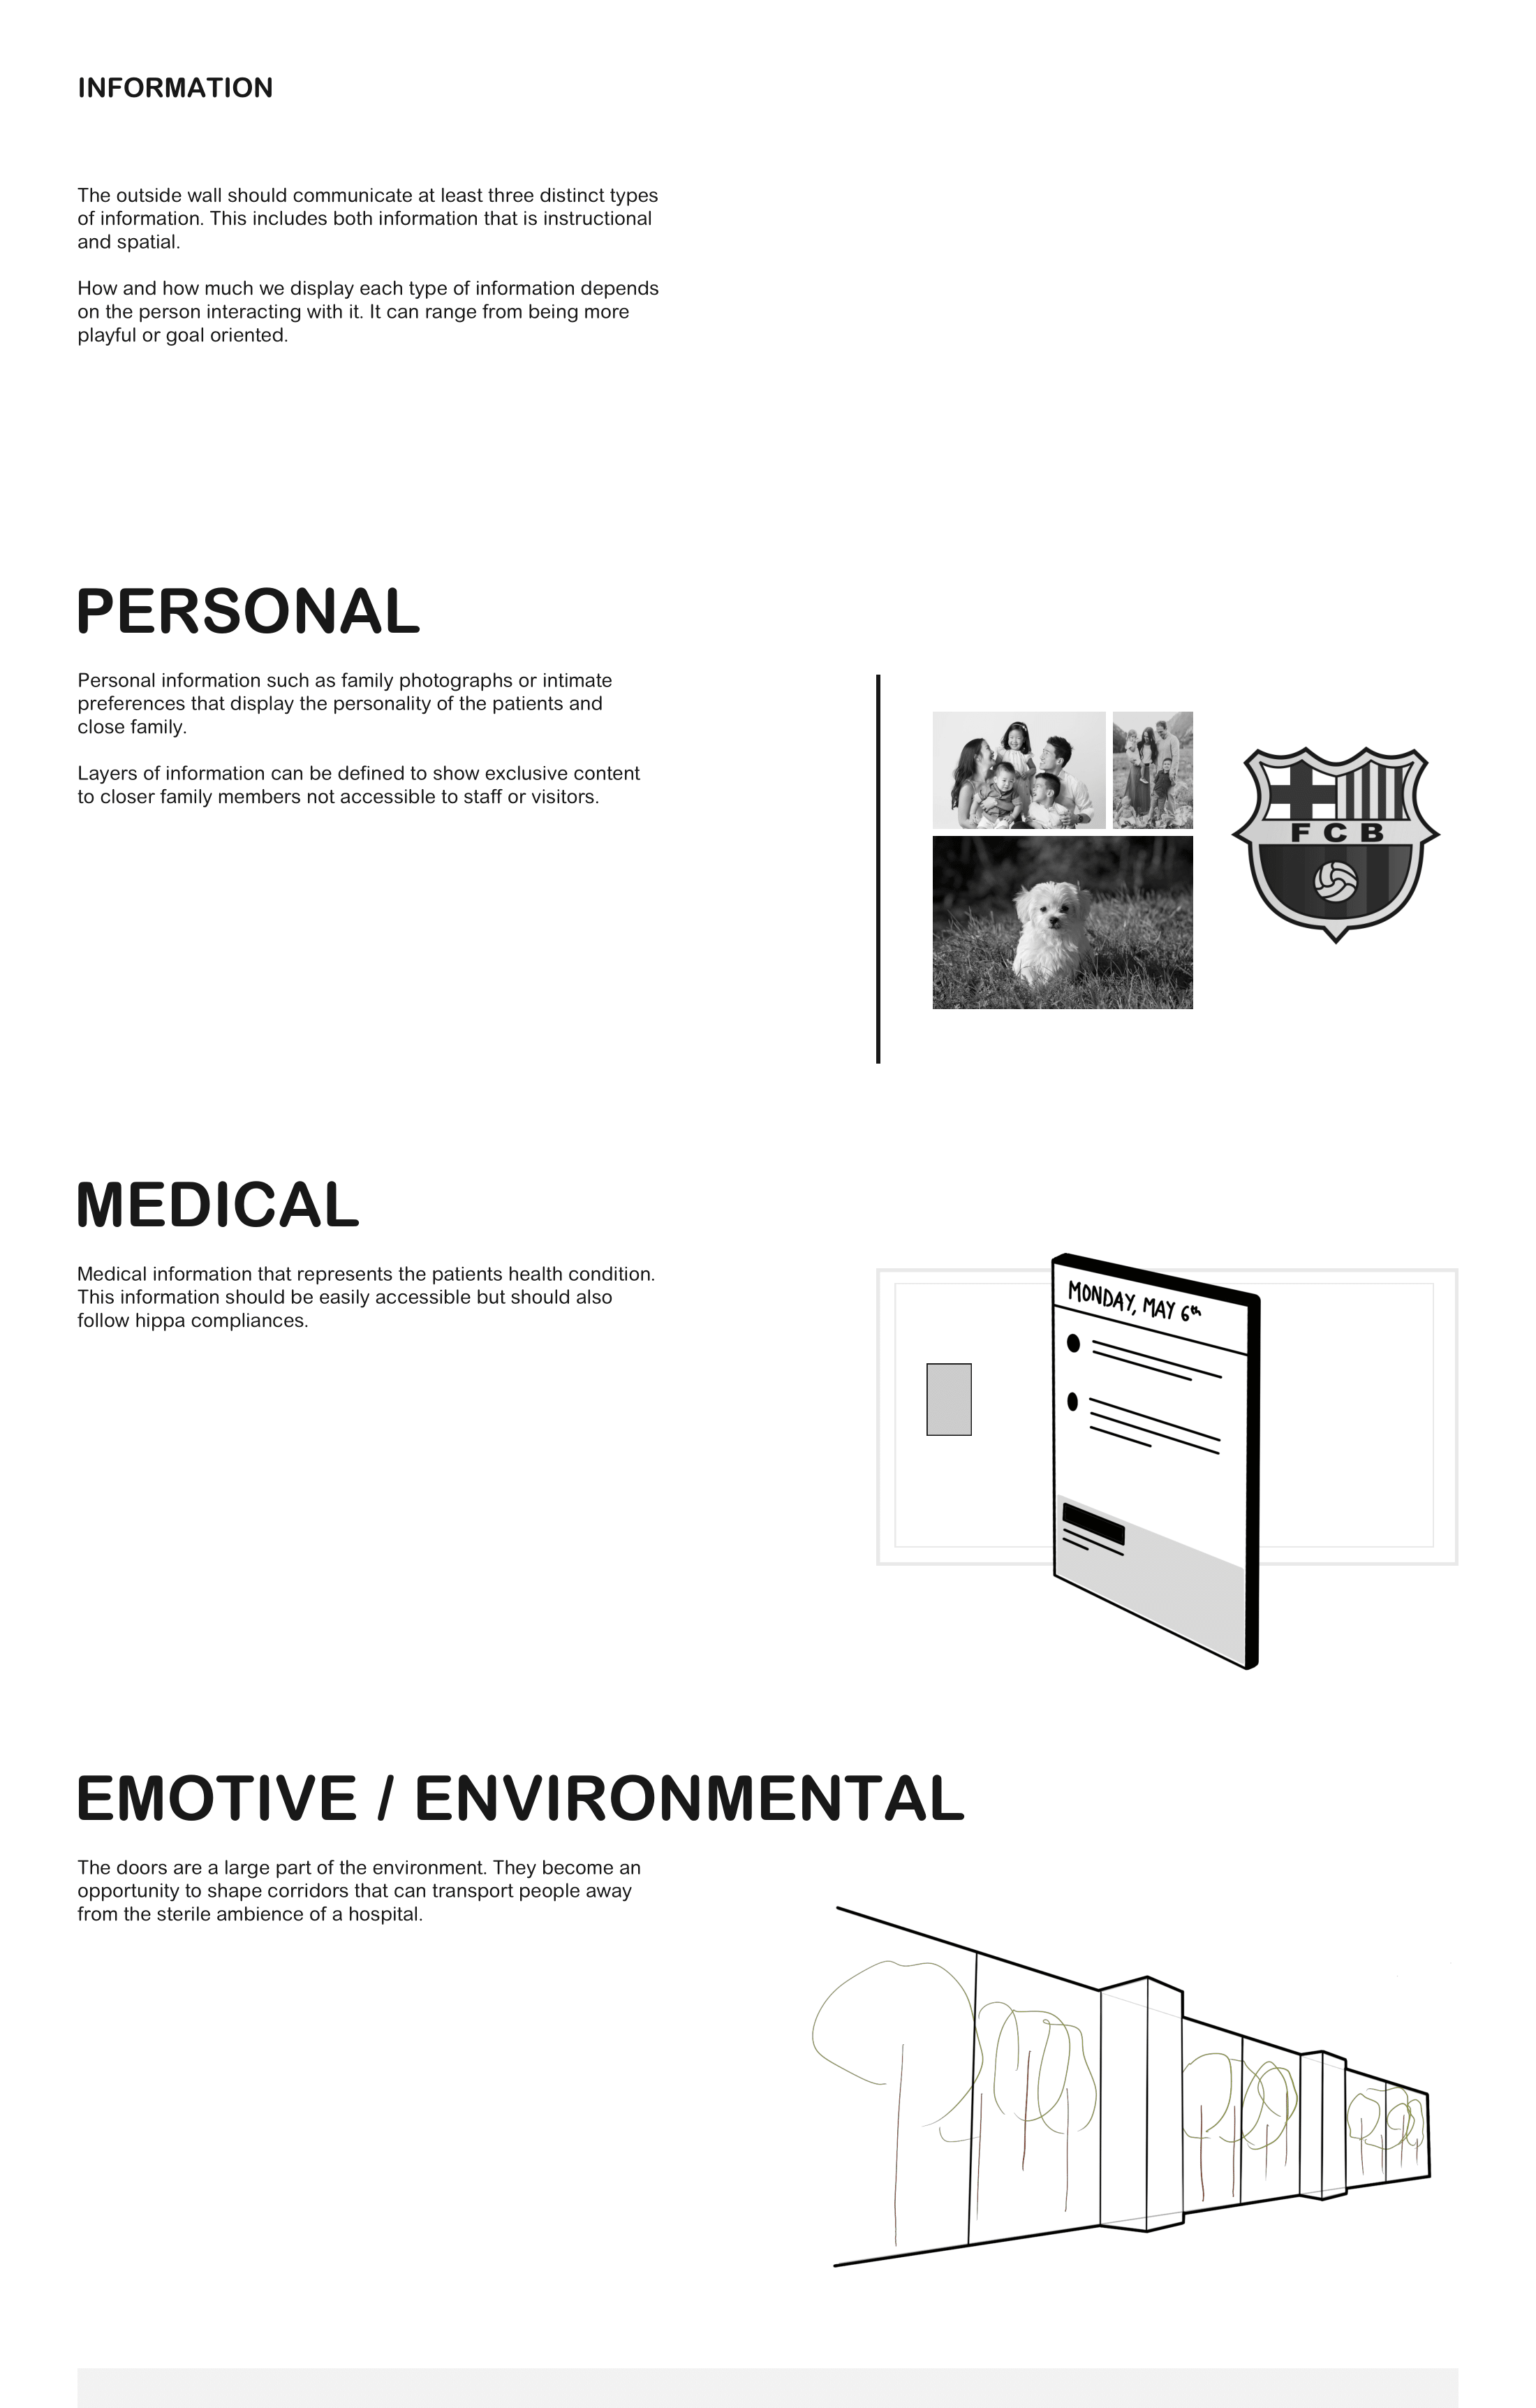 INFORMATION
The outside wall should communicate at least three distinct types
of information. This includes both information that is instructional
and spatial.
How and how much we display each type of information depends
on the person interacting with it. It can range from being more
playful or goal oriented.
PERSONAL
Personal information such as family photographs or intimate
preferences that display the personality of the patients and
close family.
Layers of information can be defined to show exclusive content
to closer family members not accessible to staff or visitors.
F C B
MEDICAL
Medical information that represents the patients health condition.
This information should be easily accessible but should also
follow hippa compliances.
MONDAY, MAY 6th
EMOTIVE / ENVIRONMENTAL
The doors are a large part of the environment. They become an
opportunity to shape corridors that can transport people away
from the sterile ambience of a hospital.